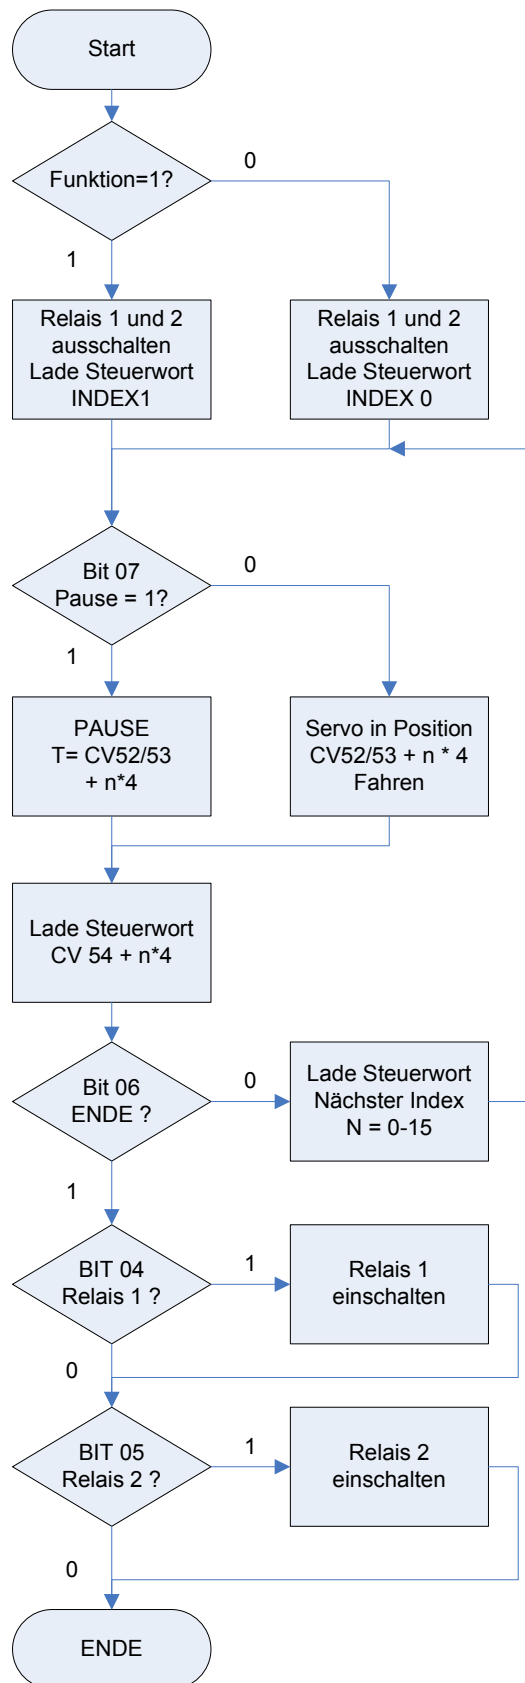 Start
Funktion=1?
0
1
Relais 1 und 2
ausschalten
Lade Steuerwort
INDEX1
Relais 1 und 2
ausschalten
Lade Steuerwort
INDEX 0
Bit 07
Pause = 1?
0
1
PAUSE
T= CV52/53
+ n*4
Servo in Position
CV52/53 + n * 4
Fahren
Lade Steuerwort
CV 54 + n*4
Bit 06
ENDE ?
0
Lade Steuerwort
Nächster Index
N = 0-15
1
BIT 04
Relais 1 ?
1
Relais 1
einschalten
0
BIT 05
Relais 2 ?
1
Relais 2
einschalten
0
ENDE